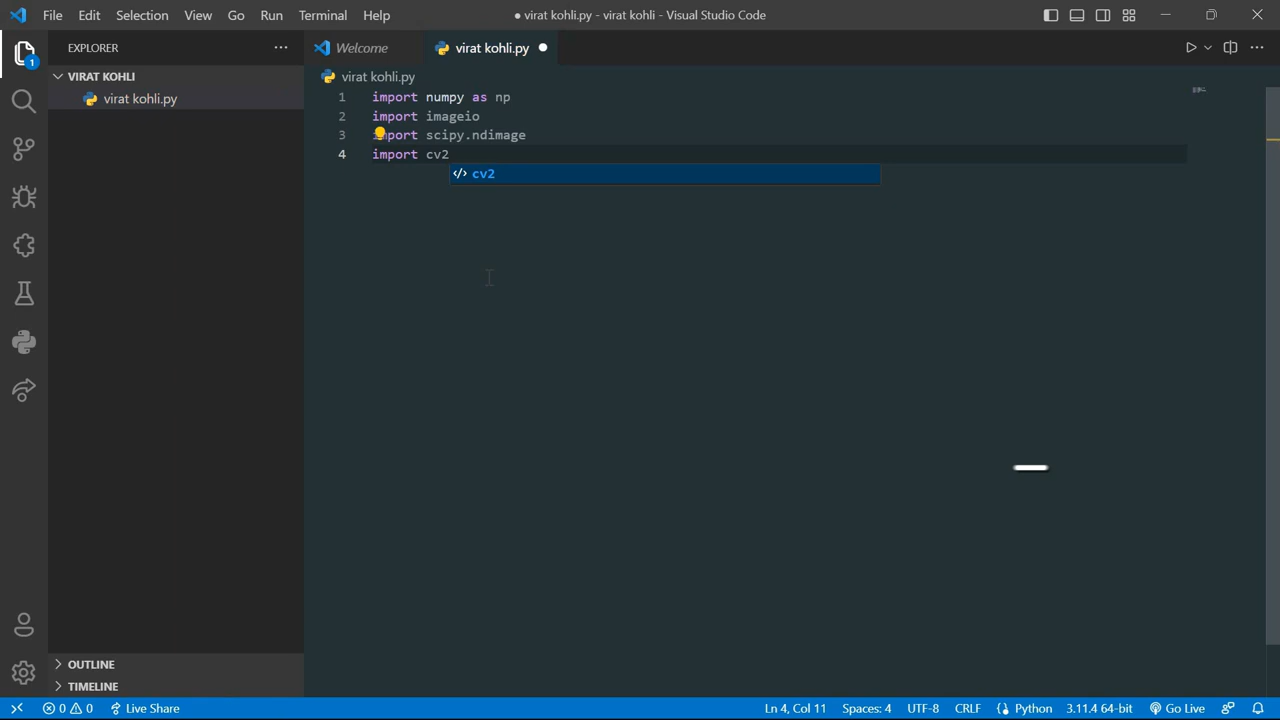 File Edit Selection View Go Run Terminal Help
● virat kohli.py - virat kohli - Visual Studio Code
EXPLORER
Welcome
virat kohli.py
1
VIRAT KOHLI
virat kohli.py
virat kohli.py
1 import numpy as np
2 import imageio
3 import scipy.ndimage
4 import cv2
cv2
OUTLINE
TIMELINE
0 0 Live Share
Ln 4, Col 11 Spaces: 4 UTF-8 CRLF Python 3.11.4 64-bit Go Live